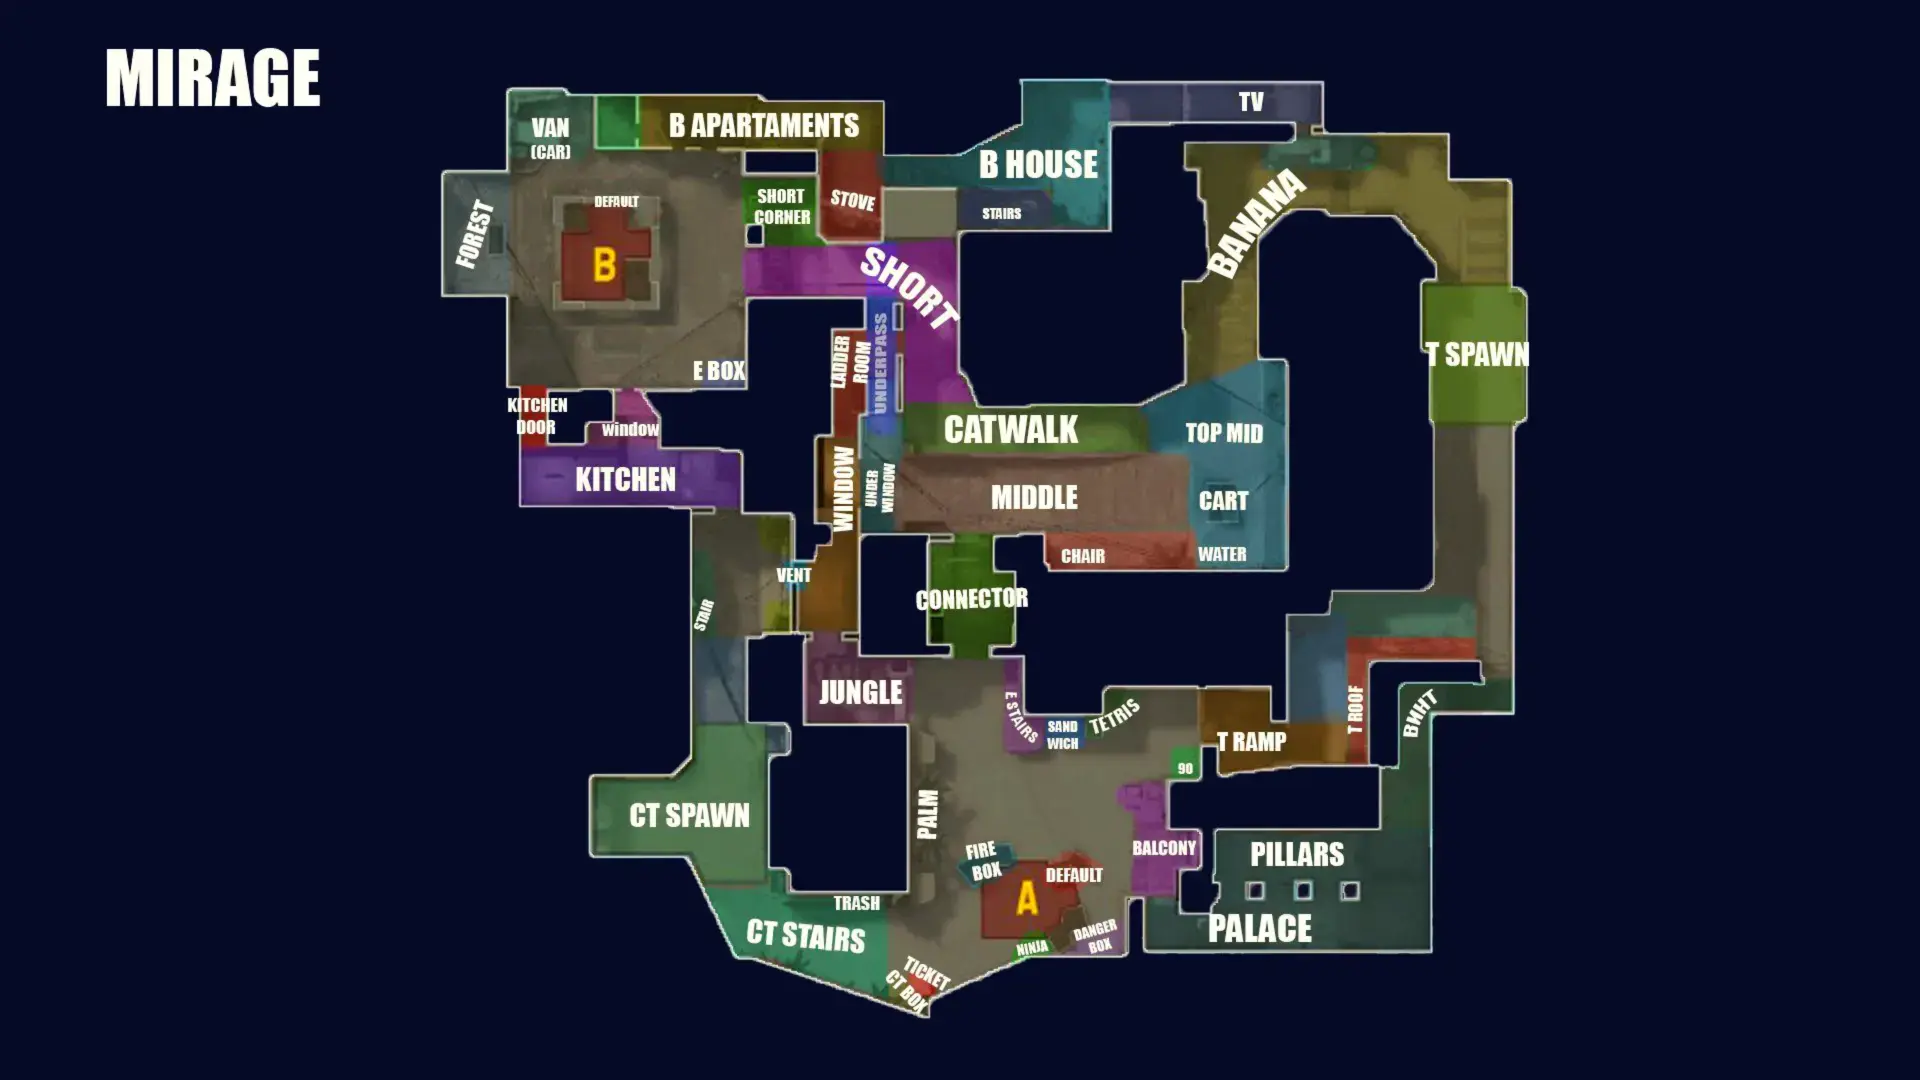 MIRAGE
TV
VAN
(CAR)
B APARTAMENTS
B HOUSE
SHORT
CORNER
STOVE
DEFAULT
STAIRS
FOREST
B
BANANA
SHORT
UNDERPASS
LADDER
ROOM
T SPAWN
E BOX
KITCHEN
DOOR
window
CATWALK
TOP MID
KITCHEN
WINDOW
UNDER
WINDOW
MIDDLE
CART
CHAIR
WATER
VENT
CONNECTOR
STAIR
JUNGLE
E STAIRS
SAND
WICH
TETRIS
T RAMP
T ROOF
ВИНТ
90
CT SPAWN
PALM
FIRE
BOX
DEFAULT
BALCONY
PILLARS
A
TRASH
CT STAIRS
NINJA
DANGER
BOX
PALACE
TICKET
CT BOX